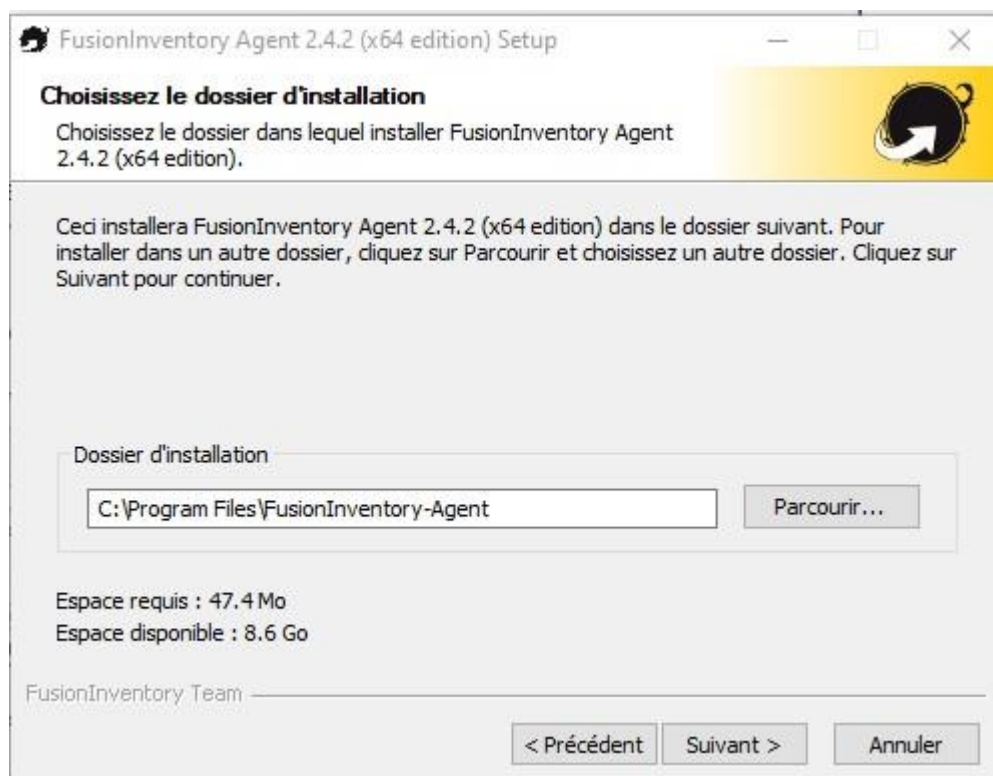 FusionInventory Agent 2.4.2 (x64 edition) Setup
Choisissez le dossier d'installation
Choisissez le dossier dans lequel installer FusionInventory Agent
2.4.2 (x64 edition).
Ceci installera FusionInventory Agent 2.4.2 (x64 edition) dans le dossier suivant. Pour
installer dans un autre dossier, cliquez sur Parcourir et choisissez un autre dossier. Cliquez sur
Suivant pour continuer.
Dossier d'installation
C:\Program Files\FusionInventory-Agent
Parcourir...
Espace requis : 47.4 Mo
Espace disponible : 8.6 Go
FusionInventory Team
< Précédent
Suivant >
Annuler